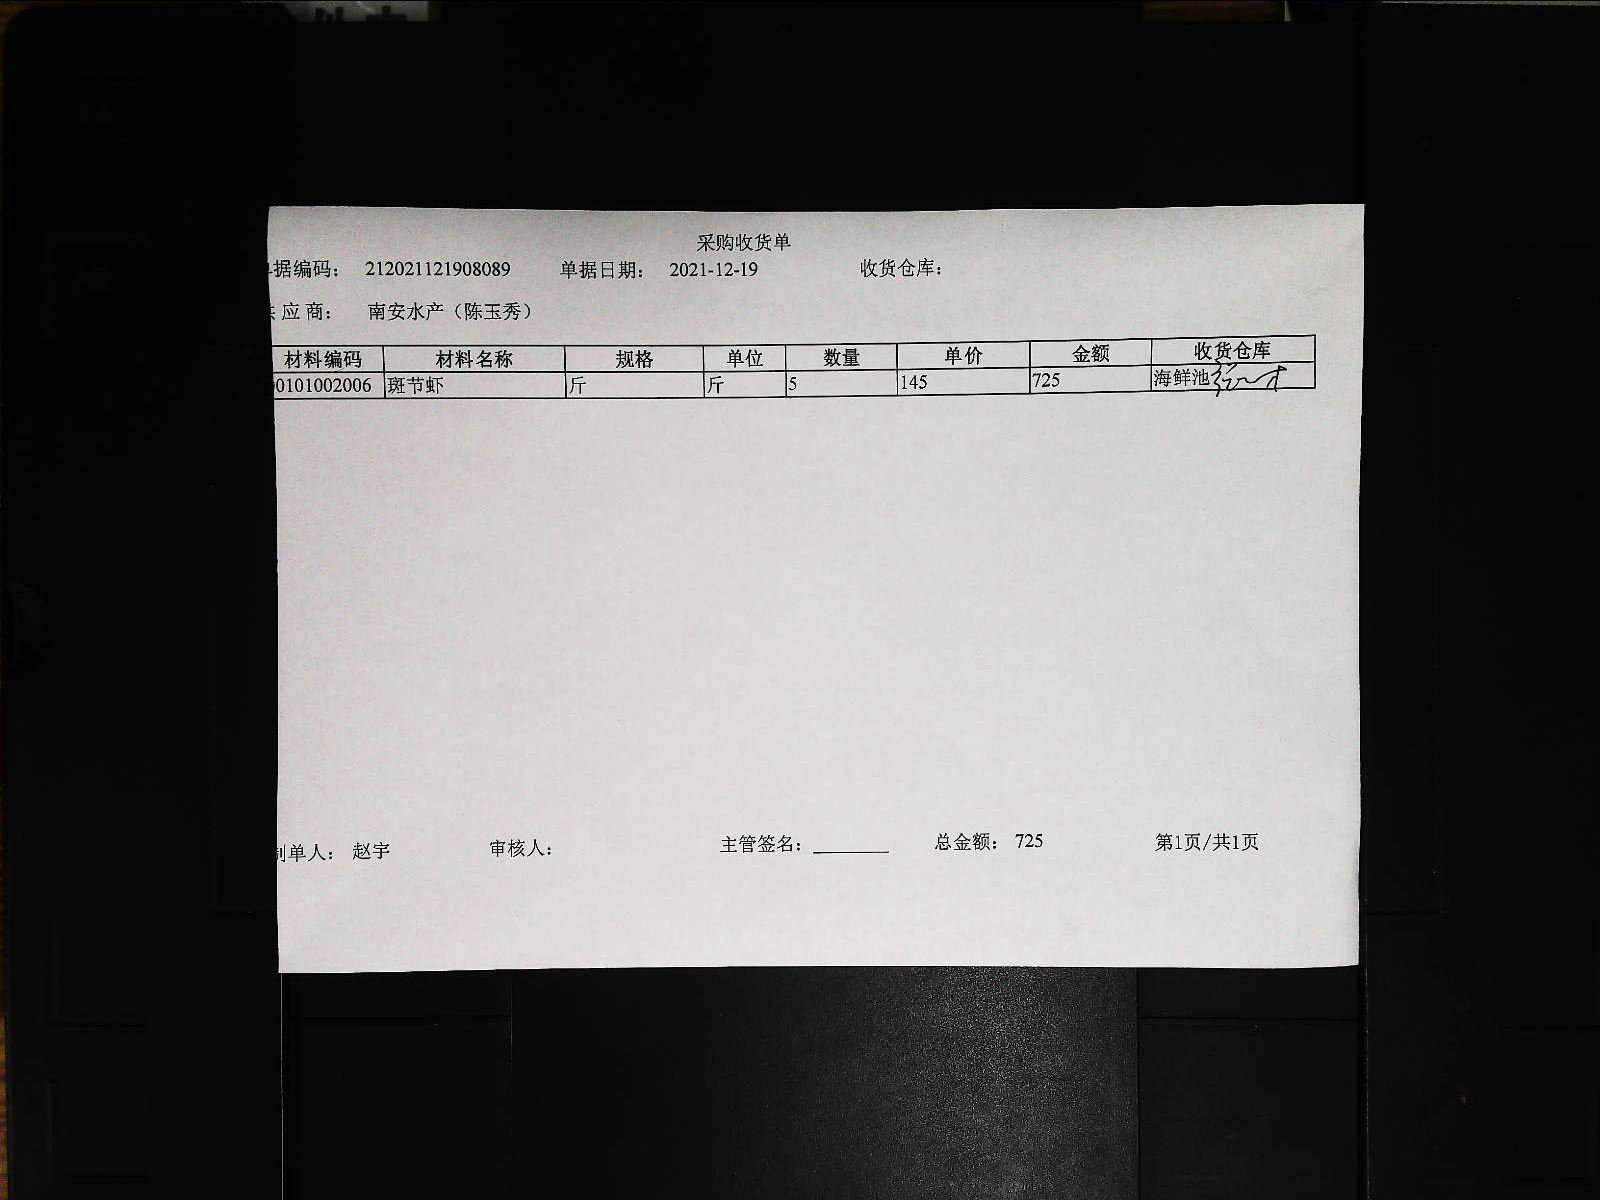 采购收货单
单据编码： 212021121908089 单据日期： 2021-12-19 收货仓库：
供应商： 南安水产（陈玉秀）
材料编码 材料名称 规格 单位 数量 单价 金额 收货仓库
00101002006 斑节虾 斤 斤 5 145 725 海鲜池
制单人： 赵宇 审核人： 主管签名：________ 总金额： 725 第1页/共1页